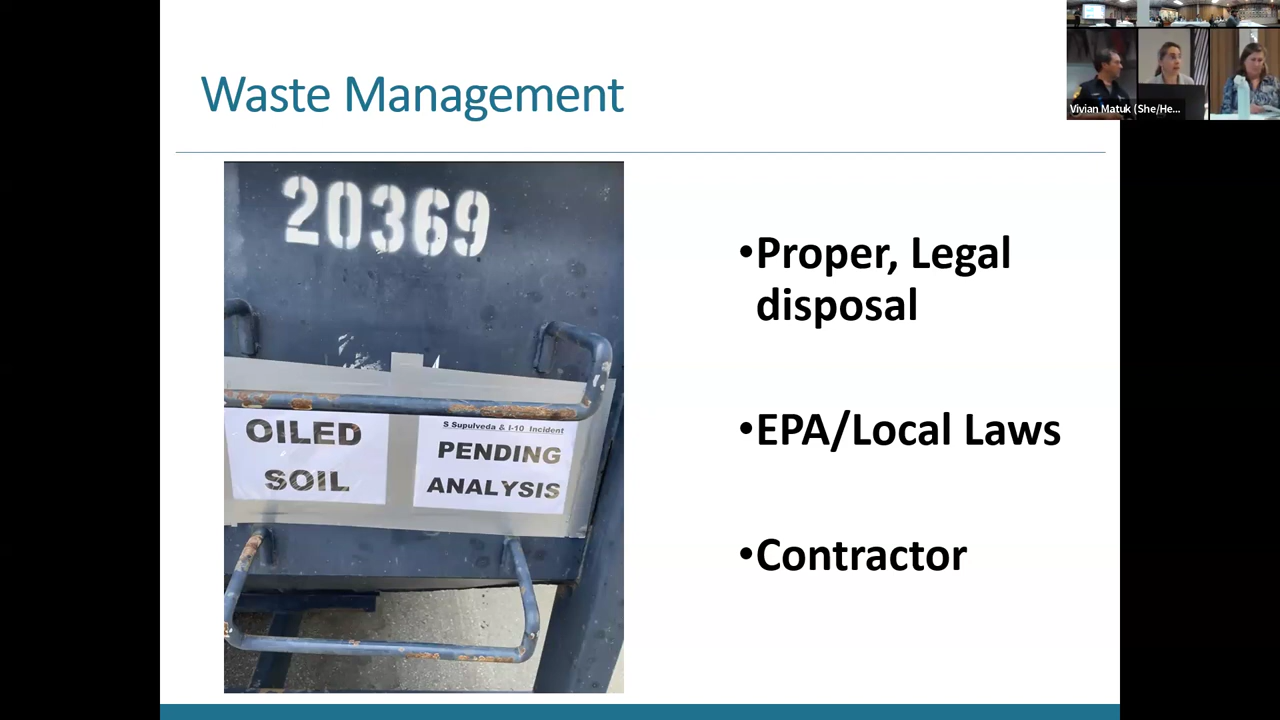 Waste Management
Vivian Matuk (She/He...
20369
OILED
SOIL
S Supulveda & I-10 Incident
PENDING
ANALYSIS
•Proper, Legal
disposal
•EPA/Local Laws
•Contractor